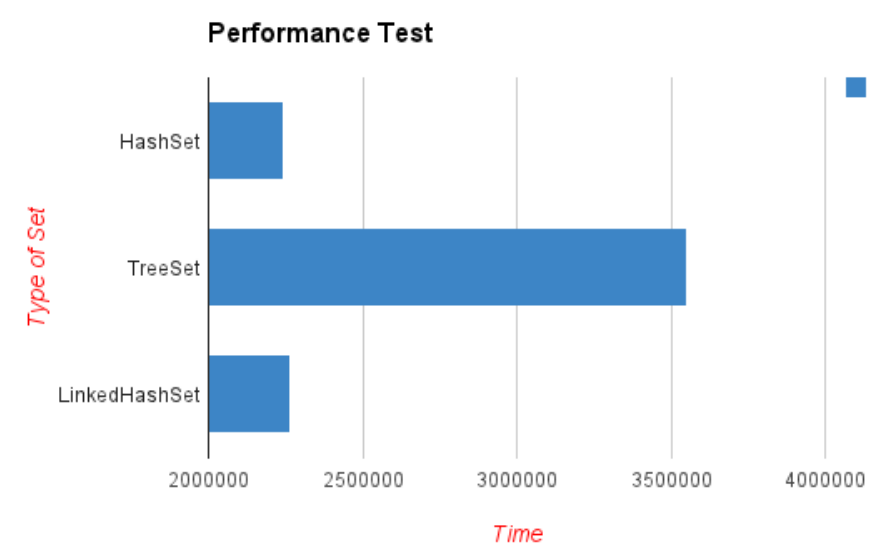 Performance Test
HashSet
TreeSet
LinkedHashSet
Type of Set
2000000 2500000 3000000 3500000 4000000
Time